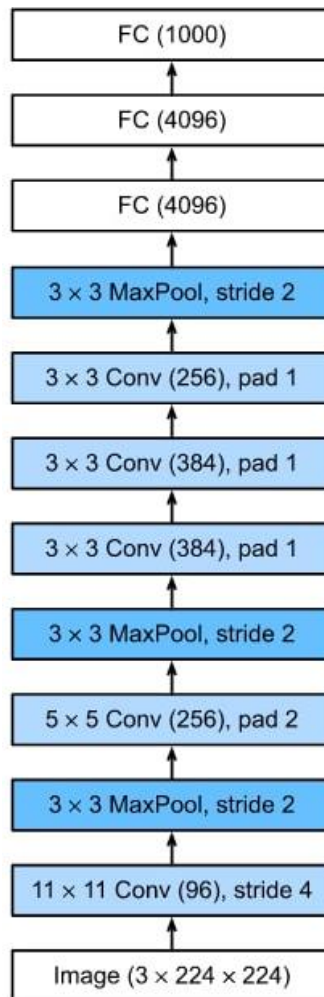 FC (1000)
FC (4096)
FC (4096)
3 × 3 MaxPool, stride 2
3 × 3 Conv (256), pad 1
3 × 3 Conv (384), pad 1
3 × 3 Conv (384), pad 1
3 × 3 MaxPool, stride 2
5 × 5 Conv (256), pad 2
3 × 3 MaxPool, stride 2
11 × 11 Conv (96), stride 4
Image (3 × 224 × 224)